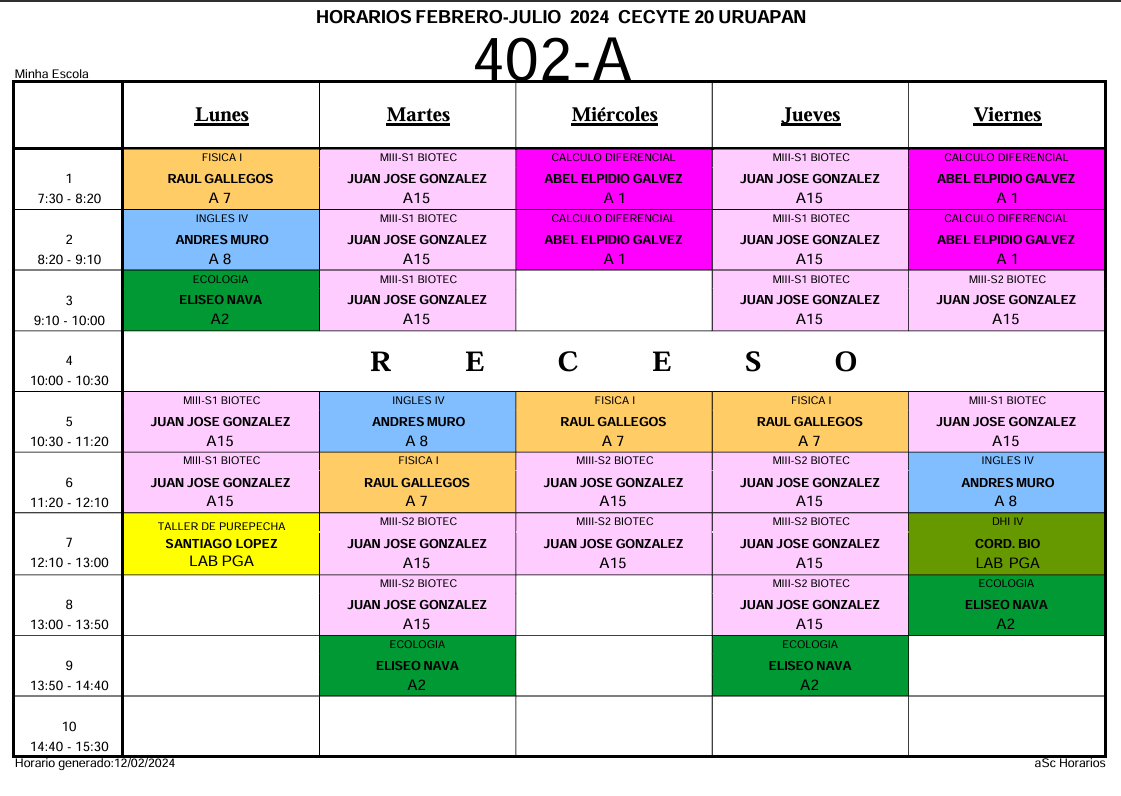 HORARIOS FEBRERO-JULIO 2024 CECYTE 20 URUAPAN
402-A
Minha Escola
Lunes Martes Miércoles Jueves Viernes
FISICA I MIII-S1 BIOTEC CALCULO DIFERENCIAL MIII-S1 BIOTEC CALCULO DIFERENCIAL
1 RAUL GALLEGOS JUAN JOSE GONZALEZ ABEL ELPIDIO GALVEZ JUAN JOSE GONZALEZ ABEL ELPIDIO GALVEZ
7:30 - 8:20 A 7 A15 A 1 A15 A 1
INGLES IV MIII-S1 BIOTEC CALCULO DIFERENCIAL MIII-S1 BIOTEC CALCULO DIFERENCIAL
2 ANDRES MURO JUAN JOSE GONZALEZ ABEL ELPIDIO GALVEZ JUAN JOSE GONZALEZ ABEL ELPIDIO GALVEZ
8:20 - 9:10 A 8 A15 A 1 A15 A 1
ECOLOGIA MIII-S1 BIOTEC MIII-S1 BIOTEC MIII-S2 BIOTEC
3 ELISEO NAVA JUAN JOSE GONZALEZ JUAN JOSE GONZALEZ JUAN JOSE GONZALEZ
9:10 - 10:00 A2 A15 A15 A15
4 R E C E S O
10:00 - 10:30
MIII-S1 BIOTEC INGLES IV FISICA I FISICA I MIII-S1 BIOTEC
5 JUAN JOSE GONZALEZ ANDRES MURO RAUL GALLEGOS RAUL GALLEGOS JUAN JOSE GONZALEZ
10:30 - 11:20 A15 A 8 A 7 A 7 A15
MIII-S1 BIOTEC FISICA I MIII-S2 BIOTEC MIII-S2 BIOTEC INGLES IV
6 JUAN JOSE GONZALEZ RAUL GALLEGOS JUAN JOSE GONZALEZ JUAN JOSE GONZALEZ ANDRES MURO
11:20 - 12:10 A15 A 7 A15 A15 A 8
TALLER DE PUREPECHA MIII-S2 BIOTEC MIII-S2 BIOTEC MIII-S2 BIOTEC DHI IV
7 SANTIAGO LOPEZ JUAN JOSE GONZALEZ JUAN JOSE GONZALEZ JUAN JOSE GONZALEZ CORD. BIO
12:10 - 13:00 LAB PGA A15 A15 A15 LAB PGA
MIII-S2 BIOTEC MIII-S2 BIOTEC ECOLOGIA
8 JUAN JOSE GONZALEZ JUAN JOSE GONZALEZ ELISEO NAVA
13:00 - 13:50 A15 A15 A2
ECOLOGIA ECOLOGIA
9 ELISEO NAVA ELISEO NAVA
13:50 - 14:40 A2 A2
10
14:40 - 15:30
Horario generado:12/02/2024 aSc Horarios